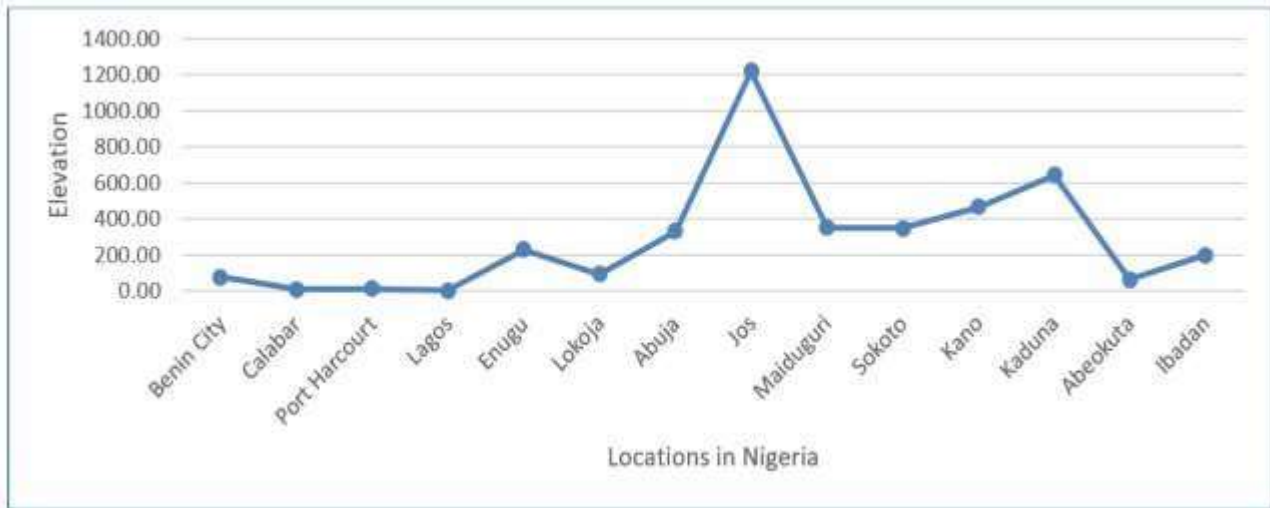 1400.00
1200.00
1000.00
800.00
600.00
400.00
200.00
0.00
Elevation
Benin City
Calabar
Port Harcourt
Lagos
Enugu
Lokoja
Abuja
Jos
Maiduguri
Sokoto
Kano
Kaduna
Abeokuta
Ibadan
Locations in Nigeria